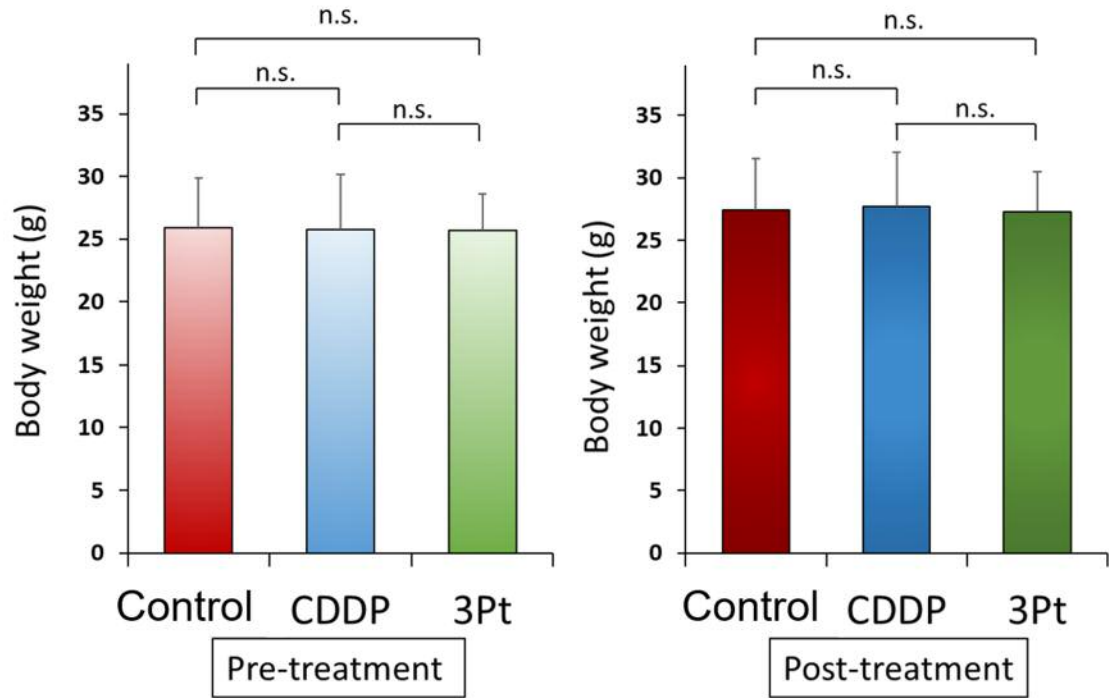 n.s.
n.s.
n.s.
Body weight (g)
35
30
25
20
15
10
5
0
Control CDDP 3Pt
Pre-treatment
n.s.
n.s.
n.s.
Body weight (g)
35
30
25
20
15
10
5
0
Control CDDP 3Pt
Post-treatment